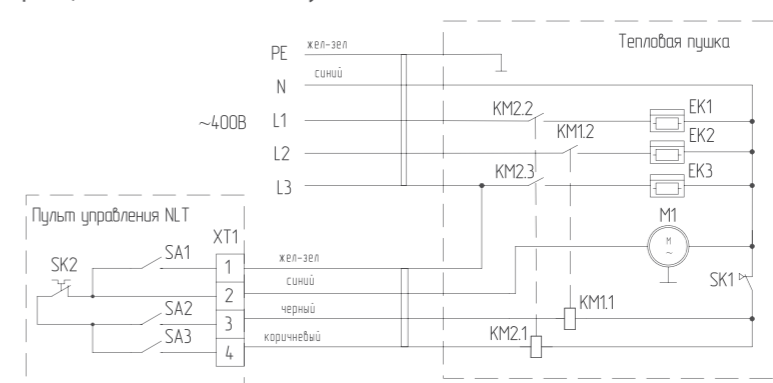 Тепловая пушка
PE жел-зел
N синий
~400В
L1 KM2.2 EK1
L2 KM1.2 EK2
L3 KM2.3 EK3
Пульт управления NLT
M1
M
~
XT1
SK2 SA1 1 жел-зел
2 синий
SK1
SA2 3 черный KM1.1
SA3 4 коричневый KM2.1